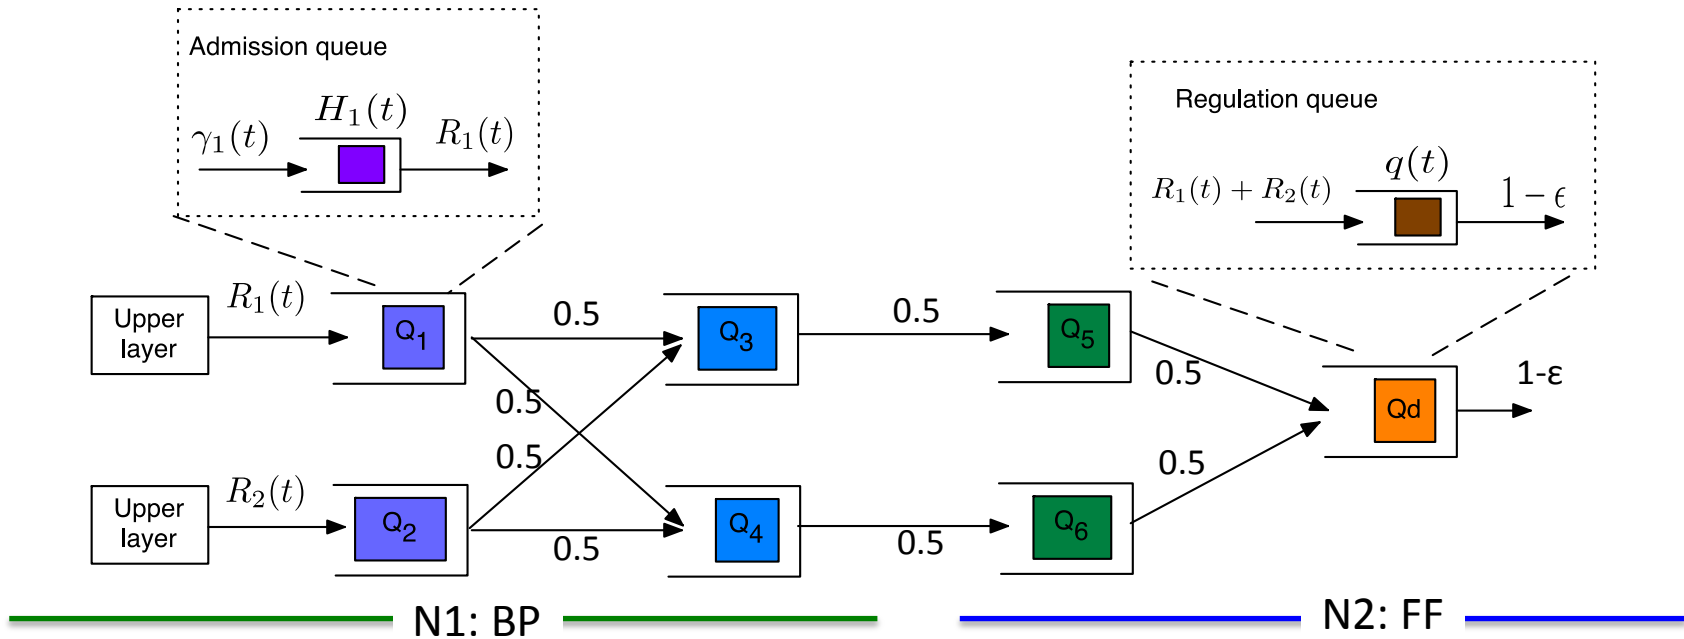 Admission queue
H₁(t)
γ₁(t)
R₁(t)
Regulation queue
q(t)
R₁(t) + R₂(t)
1 − ϵ
Upper
layer
R₁(t)
Q₁
0.5
Q₃
0.5
Q₅
0.5
0.5
0.5
Qd
1-ε
Upper
layer
R₂(t)
Q₂
0.5
Q₄
0.5
Q₆
0.5
N1: BP
N2: FF